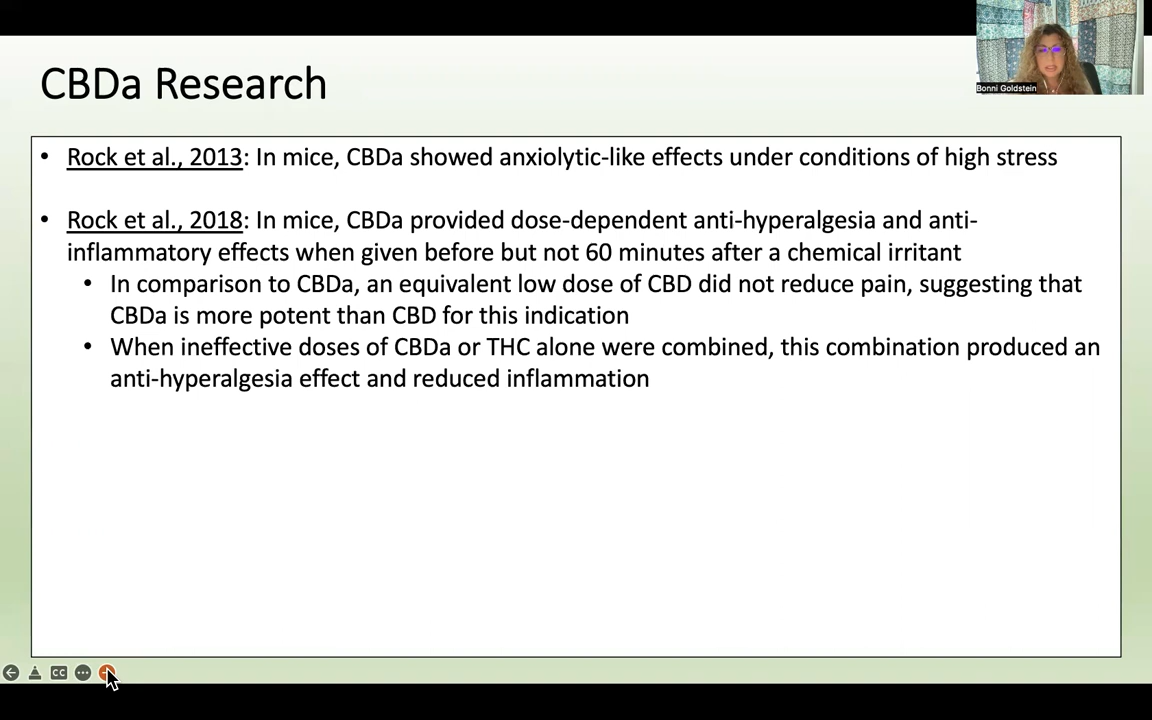 Bonni Goldstein
CBDa Research
• Rock et al., 2013: In mice, CBDa showed anxiolytic-like effects under conditions of high stress
• Rock et al., 2018: In mice, CBDa provided dose-dependent anti-hyperalgesia and anti-
inflammatory effects when given before but not 60 minutes after a chemical irritant
• In comparison to CBDa, an equivalent low dose of CBD did not reduce pain, suggesting that
CBDa is more potent than CBD for this indication
• When ineffective doses of CBDa or THC alone were combined, this combination produced an
anti-hyperalgesia effect and reduced inflammation
CC